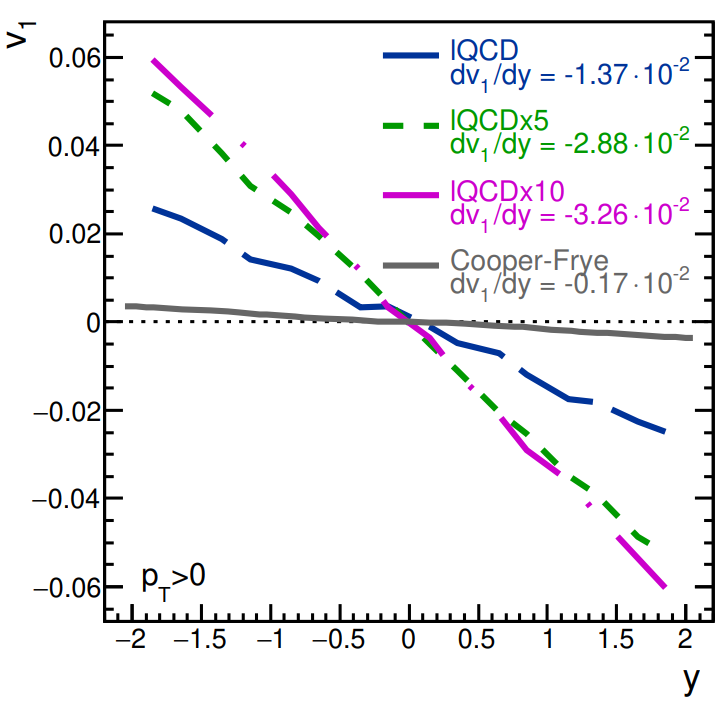 v₁
0.06
0.04
0.02
0
−0.02
−0.04
−0.06
lQCD
dv₁/dy = -1.37·10⁻²
lQCDx5
dv₁/dy = -2.88·10⁻²
lQCDx10
dv₁/dy = -3.26·10⁻²
Cooper-Frye
dv₁/dy = -0.17·10⁻²
p_T>0
−2 −1.5 −1 −0.5 0 0.5 1 1.5 2
y